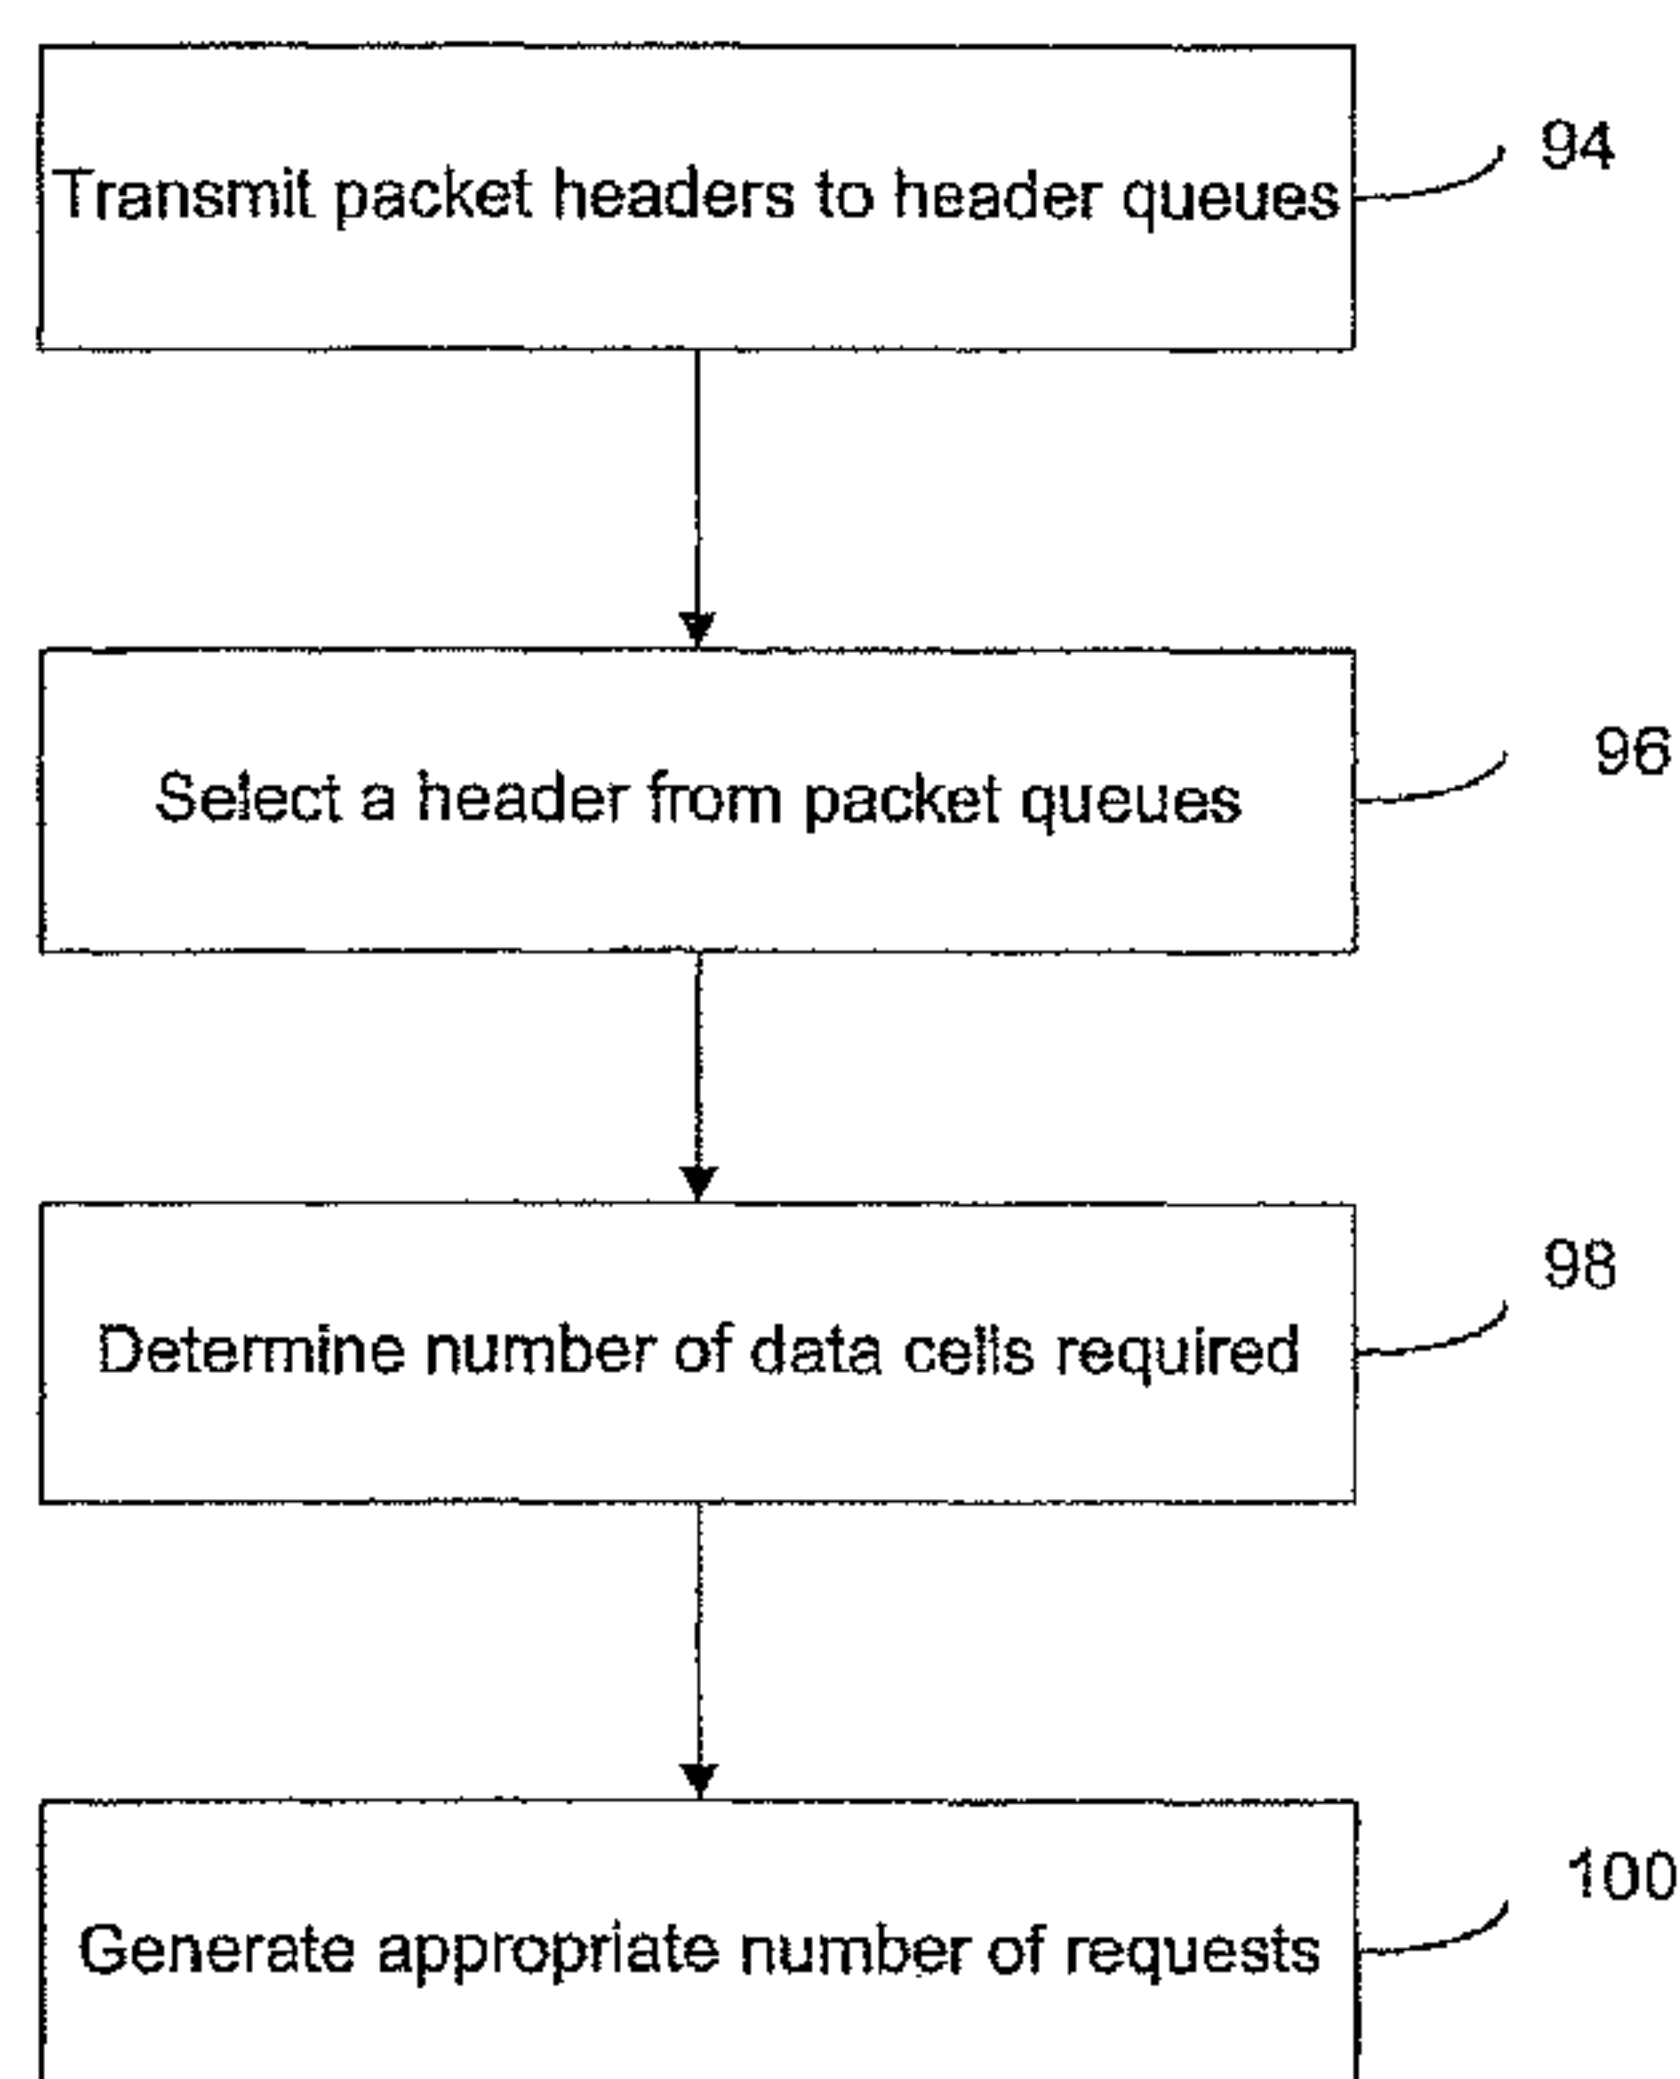 Transmit packet headers to header queues
94
Select a header from packet queues
96
Determine number of data cells required
98
Generate appropriate number of requests
100